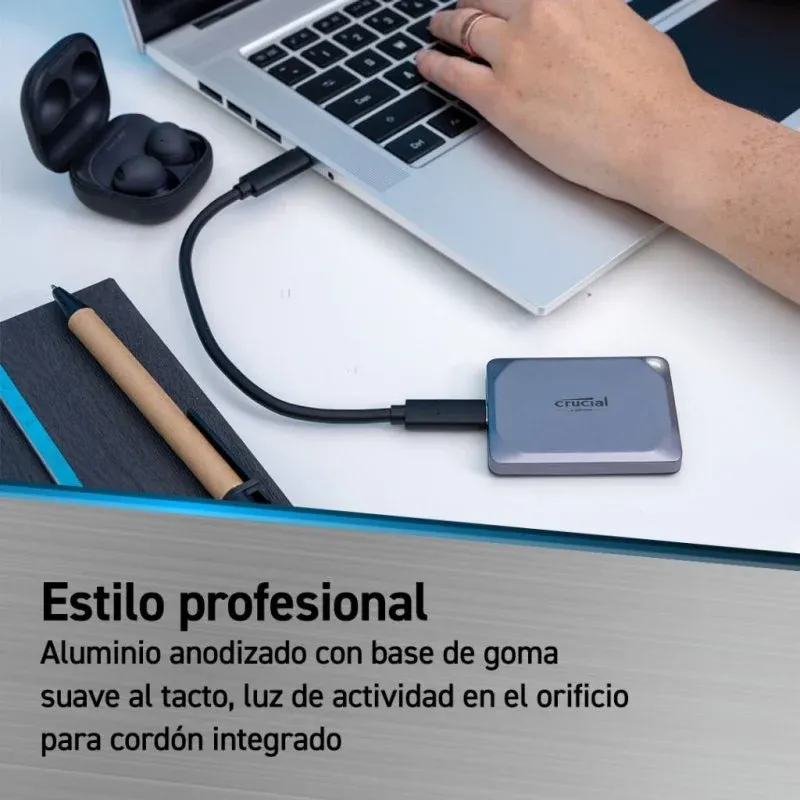 crucial
Estilo profesional
Aluminio anodizado con base de goma
suave al tacto, luz de actividad en el orificio
para cordón integrado